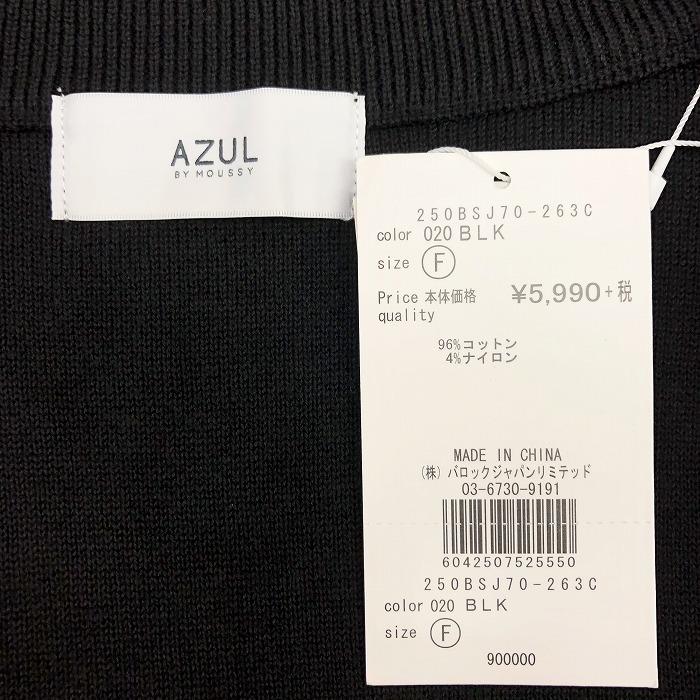 AZUL
BY MOUSSY
250BSJ70-263C
color 020 BLK
size F
Price 本体価格 ¥5,990+税
quality
96%コットン
4%ナイロン
MADE IN CHINA
(株) バロックジャパンリミテッド
03-6730-9191
6042507525550
250BSJ70-263C
color 020 BLK
size F
900000